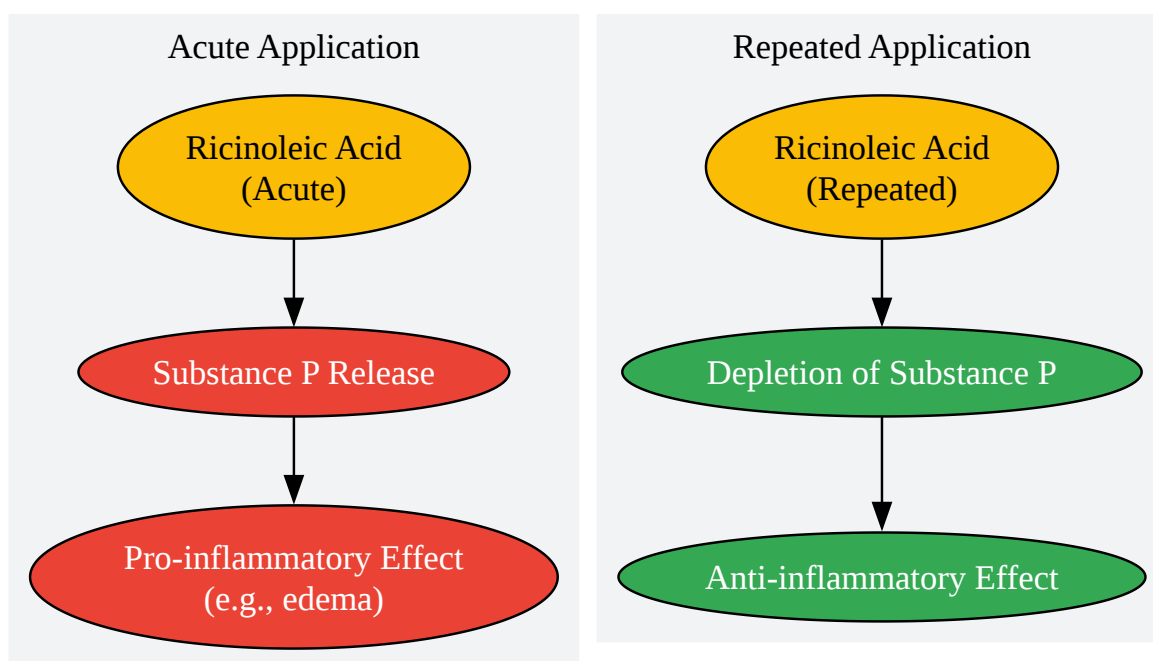 Acute Application
Ricinoleic Acid
(Acute)
Substance P Release
Pro-inflammatory Effect
(e.g., edema)
Repeated Application
Ricinoleic Acid
(Repeated)
Depletion of Substance P
Anti-inflammatory Effect